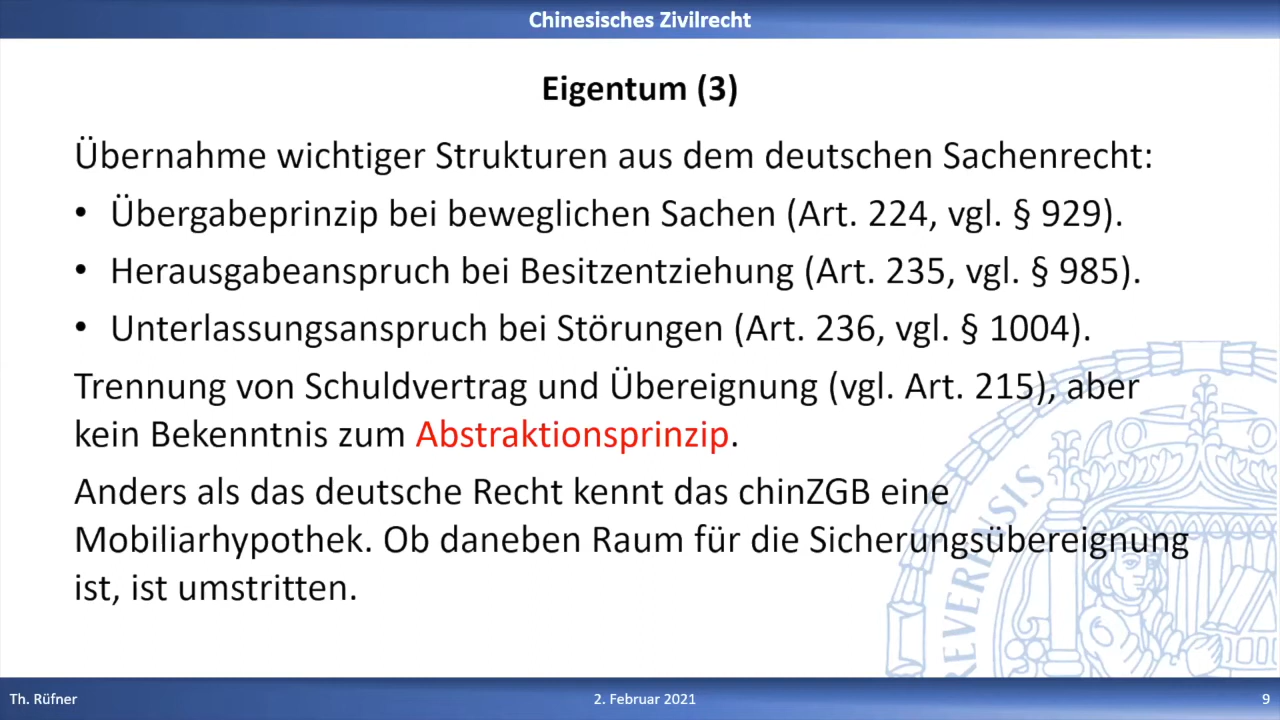 Chinesisches Zivilrecht
Eigentum (3)
Übernahme wichtiger Strukturen aus dem deutschen Sachenrecht:
• Übergabeprinzip bei beweglichen Sachen (Art. 224, vgl. § 929).
• Herausgabeanspruch bei Besitzentziehung (Art. 235, vgl. § 985).
• Unterlassungsanspruch bei Störungen (Art. 236, vgl. § 1004).
Trennung von Schuldvertrag und Übereignung (vgl. Art. 215), aber
kein Bekenntnis zum Abstraktionsprinzip.
Anders als das deutsche Recht kennt das chinZGB eine
Mobiliarhypothek. Ob daneben Raum für die Sicherungsübereignung
ist, ist umstritten.
REVERENSIS
Th. Rüfner
2. Februar 2021
9